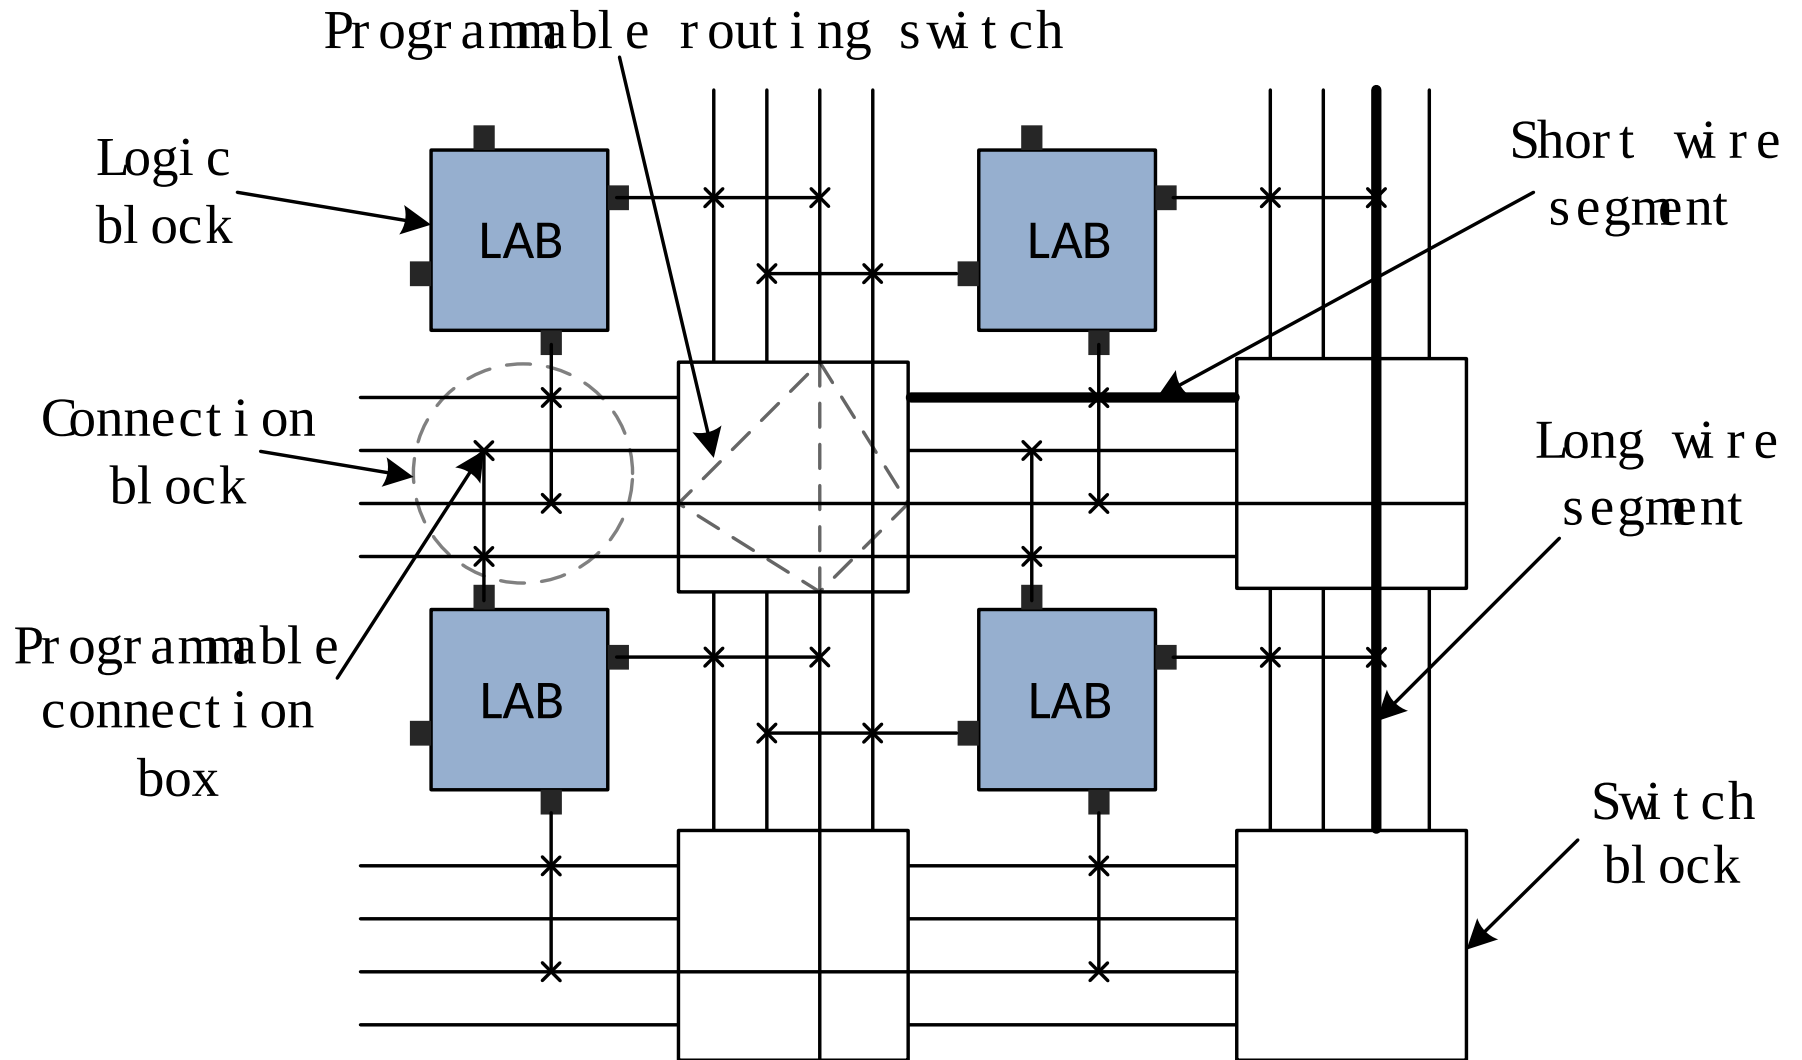 Programmable routing switch
Logic
block
LAB
LAB
Short wire
segment
Connection
block
Long wire
segment
Programmable
connection
box
LAB
LAB
Switch
block